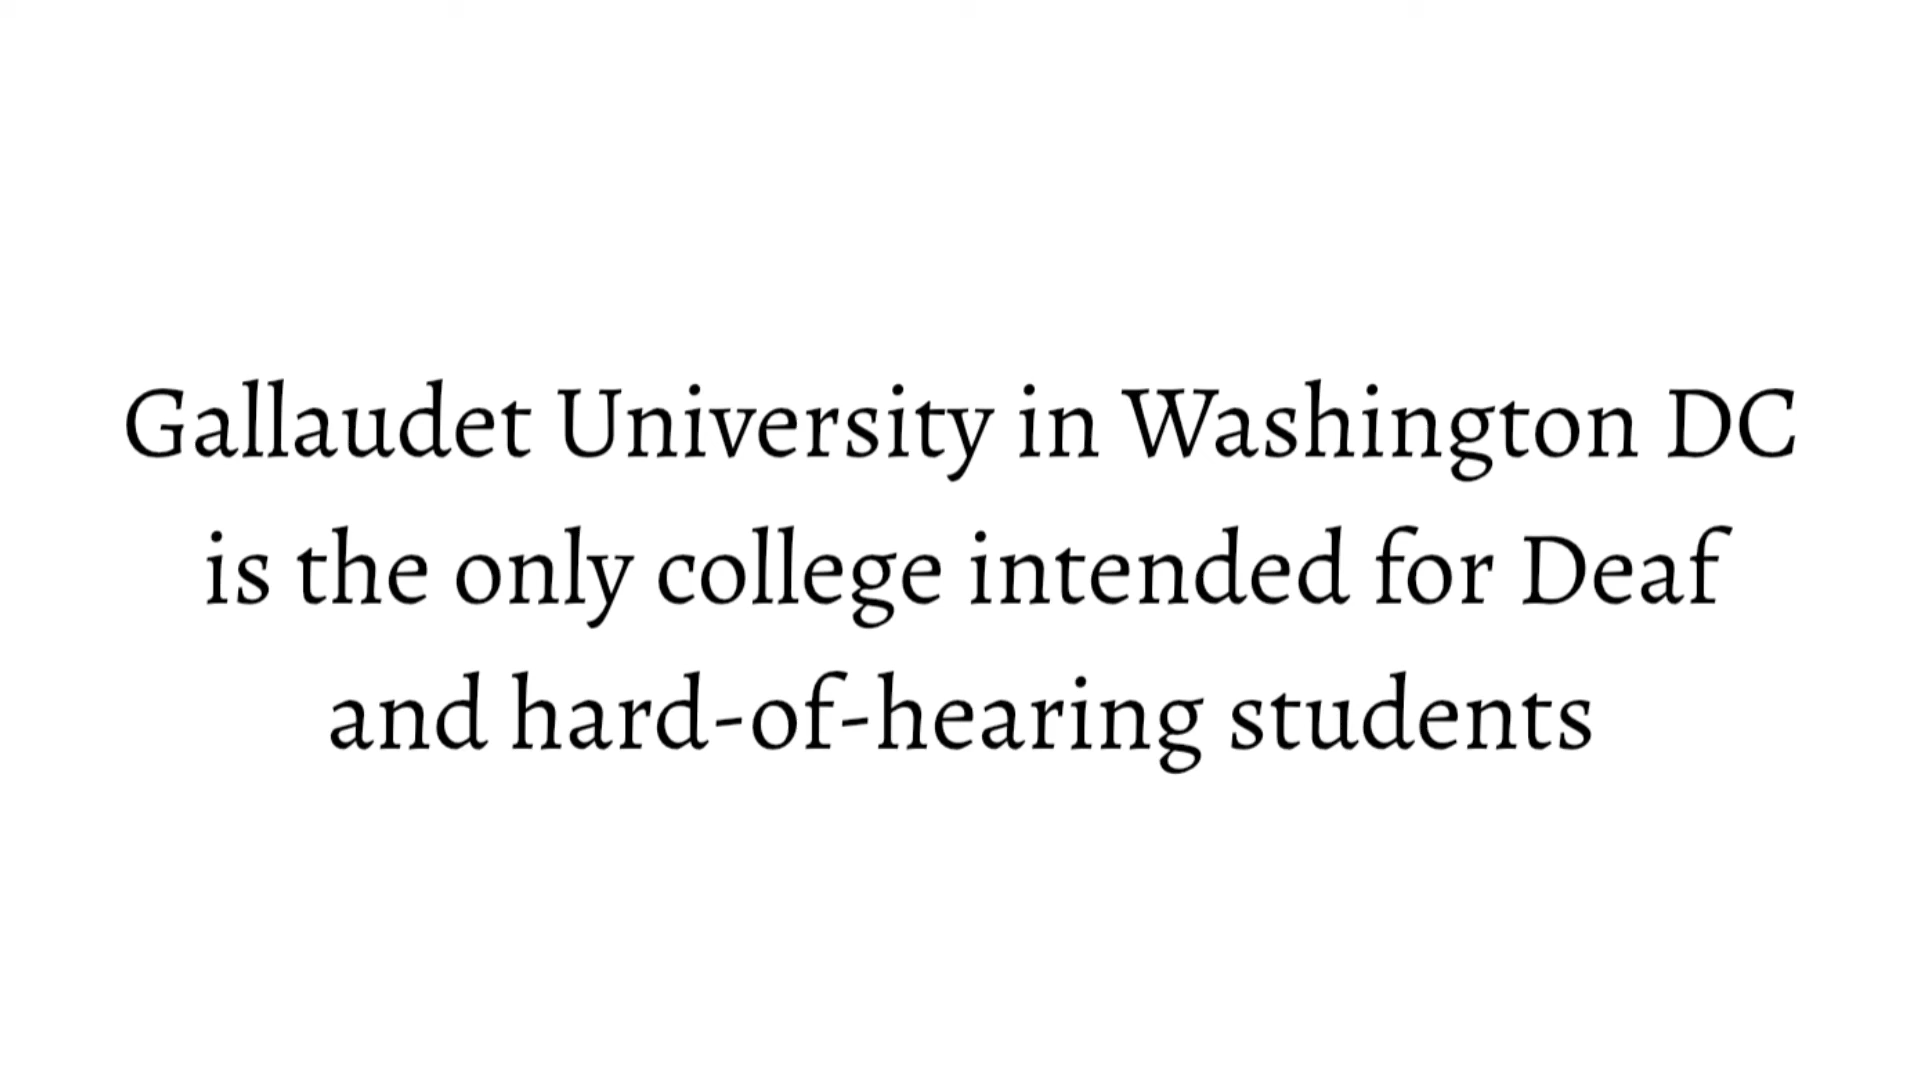 Gallaudet University in Washington DC
is the only college intended for Deaf
and hard-of-hearing students